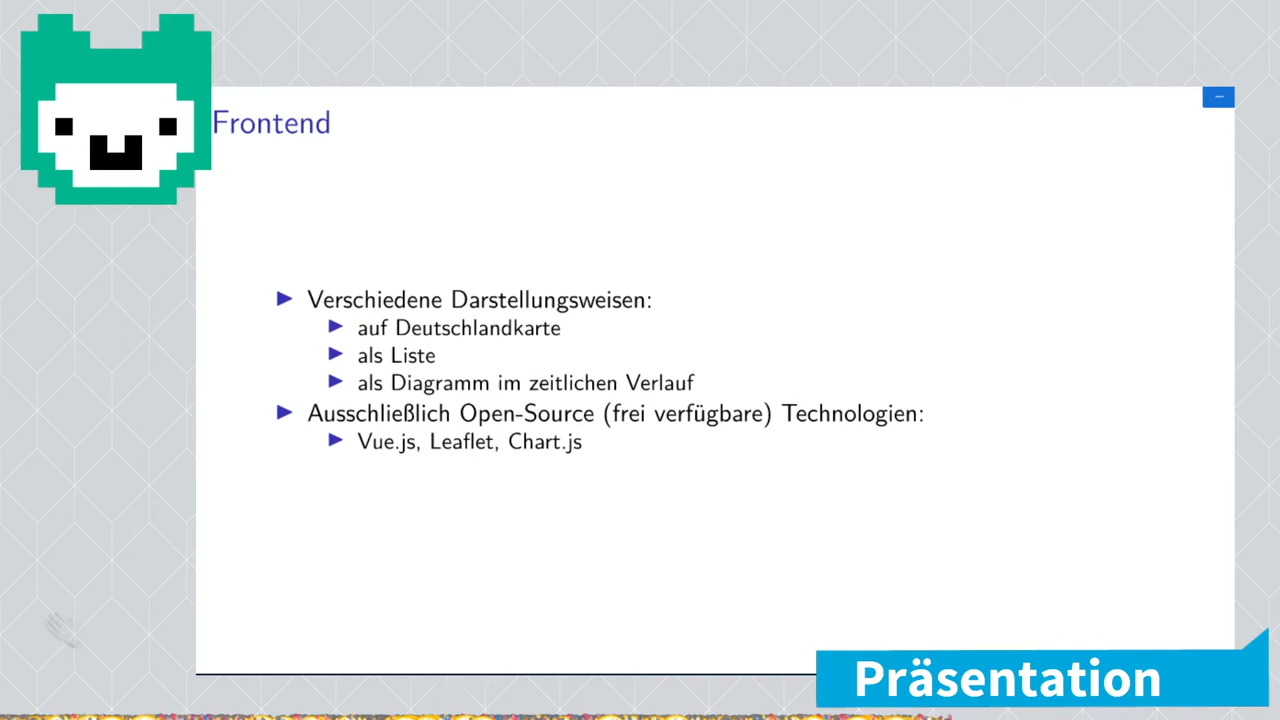 Frontend
Verschiedene Darstellungsweisen:
auf Deutschlandkarte
als Liste
als Diagramm im zeitlichen Verlauf
Ausschließlich Open-Source (frei verfügbare) Technologien:
Vue.js, Leaflet, Chart.js
Präsentation